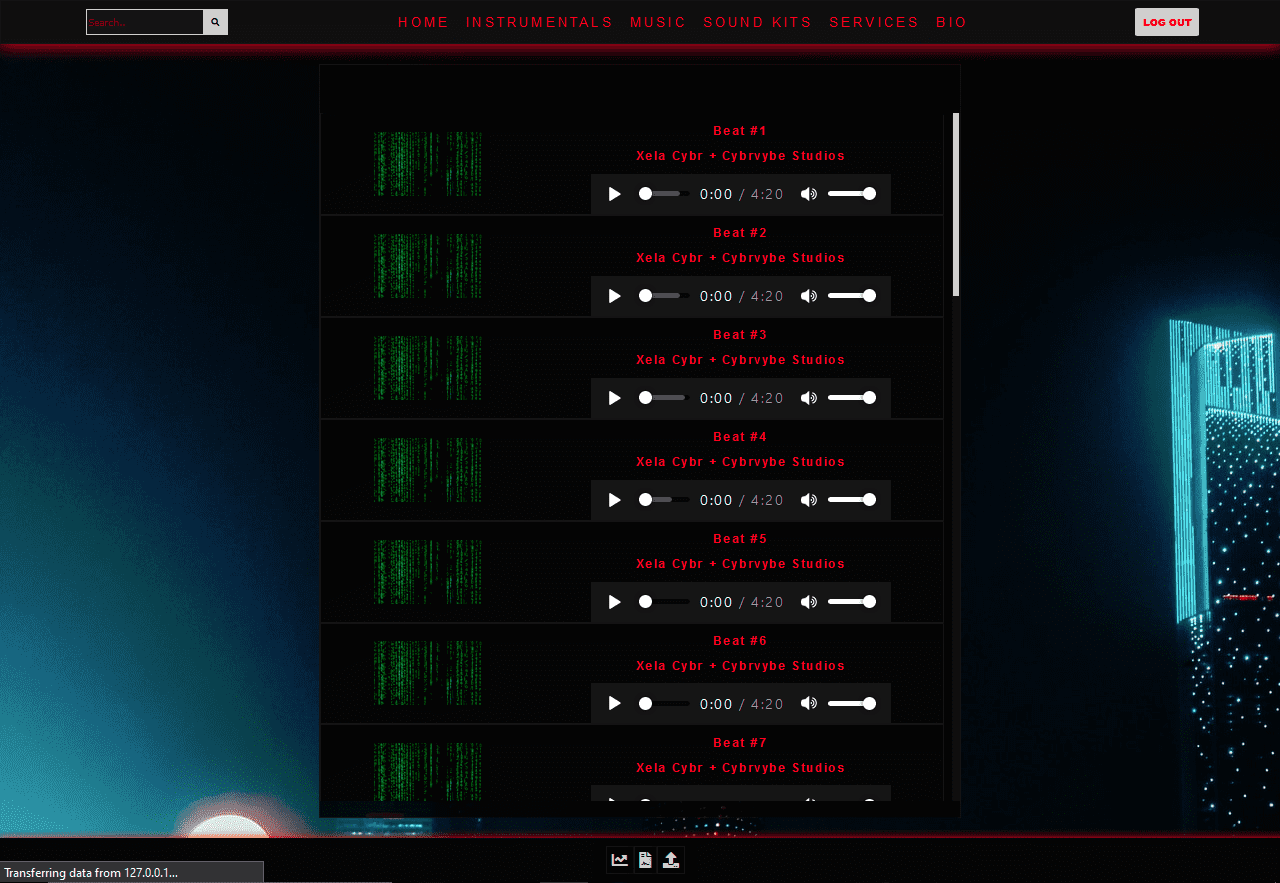 Search..
HOME INSTRUMENTALS MUSIC SOUND KITS SERVICES BIO
LOG OUT
Beat #1
Xela Cybr + Cybrvybe Studios
0:00 / 4:20
Beat #2
Xela Cybr + Cybrvybe Studios
0:00 / 4:20
Beat #3
Xela Cybr + Cybrvybe Studios
0:00 / 4:20
Beat #4
Xela Cybr + Cybrvybe Studios
0:00 / 4:20
Beat #5
Xela Cybr + Cybrvybe Studios
0:00 / 4:20
Beat #6
Xela Cybr + Cybrvybe Studios
0:00 / 4:20
Beat #7
Xela Cybr + Cybrvybe Studios
Transferring data from 127.0.0.1...